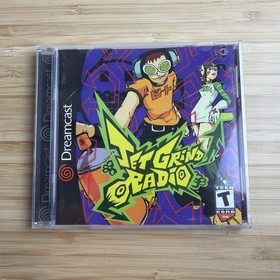 Dreamcast
JET GRIND
RADIO
TEEN
T
ESRB